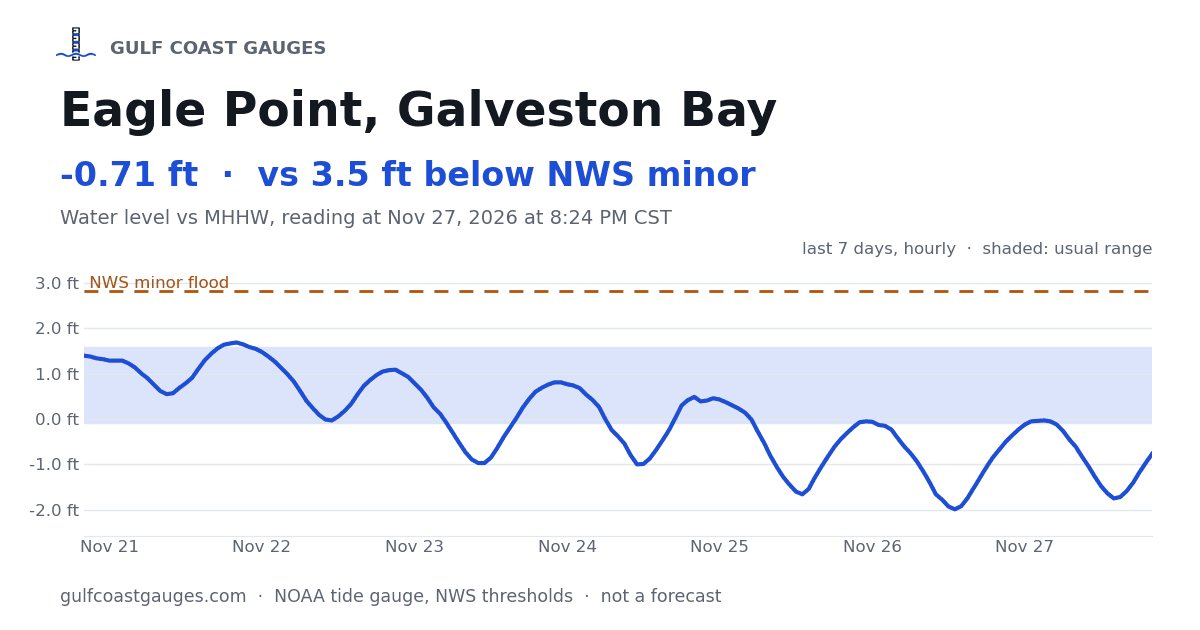 GULF COAST GAUGES
Eagle Point, Galveston Bay
-0.71 ft · vs 3.5 ft below NWS minor
Water level vs MHHW, reading at Nov 27, 2026 at 8:24 PM CST
last 7 days, hourly · shaded: usual range
3.0 ft NWS minor flood
2.0 ft
1.0 ft
0.0 ft
-1.0 ft
-2.0 ft
Nov 21 Nov 22 Nov 23 Nov 24 Nov 25 Nov 26 Nov 27
gulfcoastgauges.com · NOAA tide gauge, NWS thresholds · not a forecast